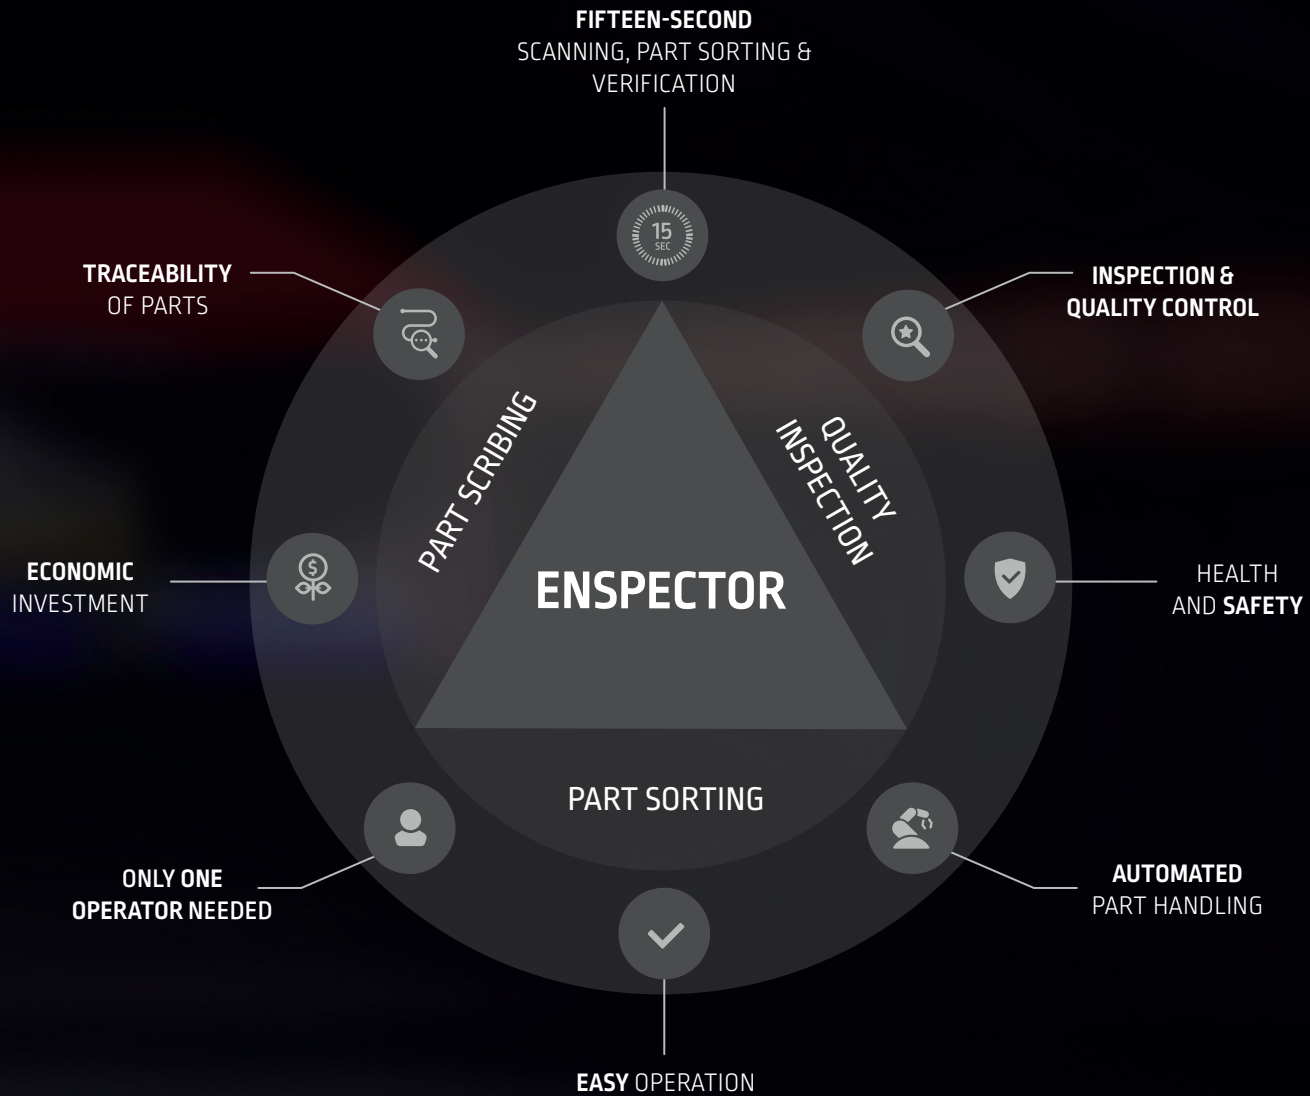 FIFTEEN-SECOND
SCANNING, PART SORTING &
VERIFICATION
15
SEC
TRACEABILITY
OF PARTS
INSPECTION &
QUALITY CONTROL
PART SCRIBING
QUALITY
INSPECTION
ENSPECTOR
ECONOMIC
INVESTMENT
$
HEALTH
AND SAFETY
PART SORTING
ONLY ONE
OPERATOR NEEDED
AUTOMATED
PART HANDLING
EASY OPERATION